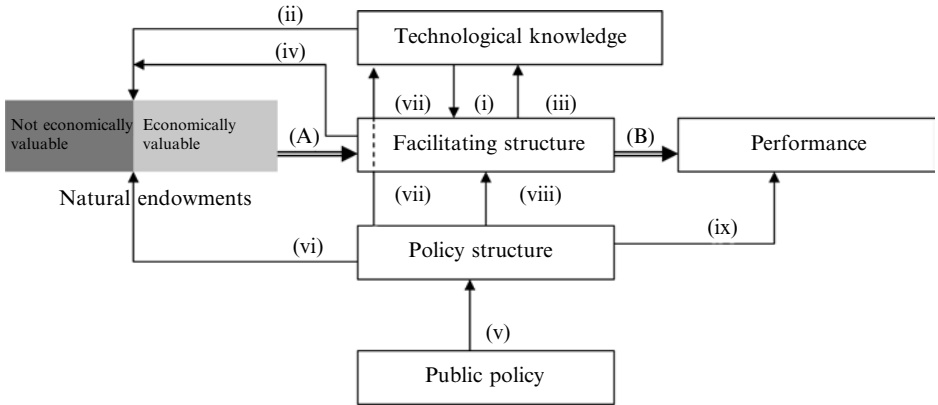 (ii)
Technological knowledge
(iv)
(vii)
(i)
(iii)
Not economically
valuable
Economically
valuable
(A)
Facilitating structure
(B)
Performance
Natural endowments
(vii)
(viii)
(vi)
Policy structure
(ix)
(v)
Public policy